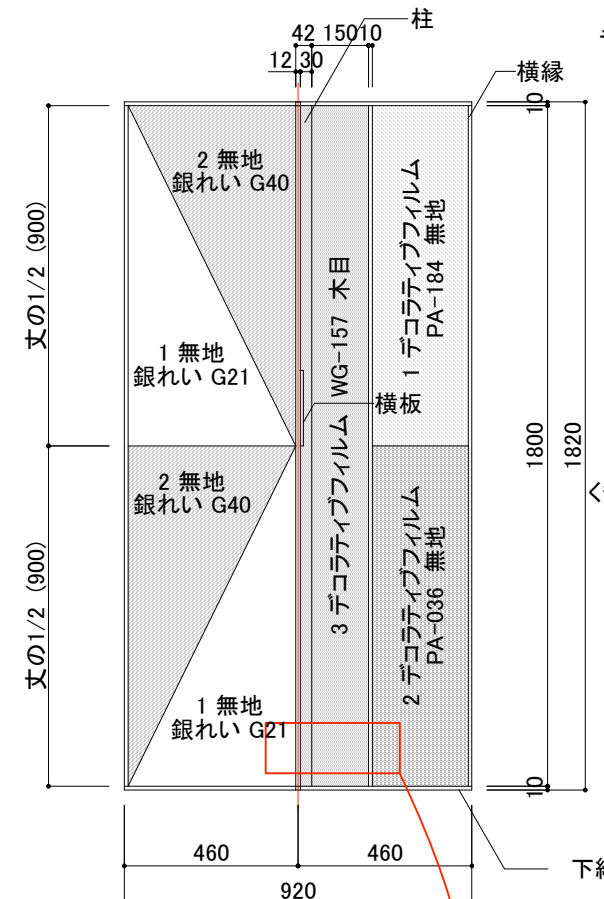 柱
42 150 10
12 30
横縁
10
2 無地
銀れい G40
1 デコラティブフィルム
PA-184 無地
丈の1/2 (900)
3 デコラティブフィルム WG-157 木目
1 無地
銀れい G21
横板
1800
1820
2 無地
銀れい G40
2 デコラティブフィルム
PA-036 無地
丈の1/2 (900)
1 無地
銀れい G21
10
460
460
920